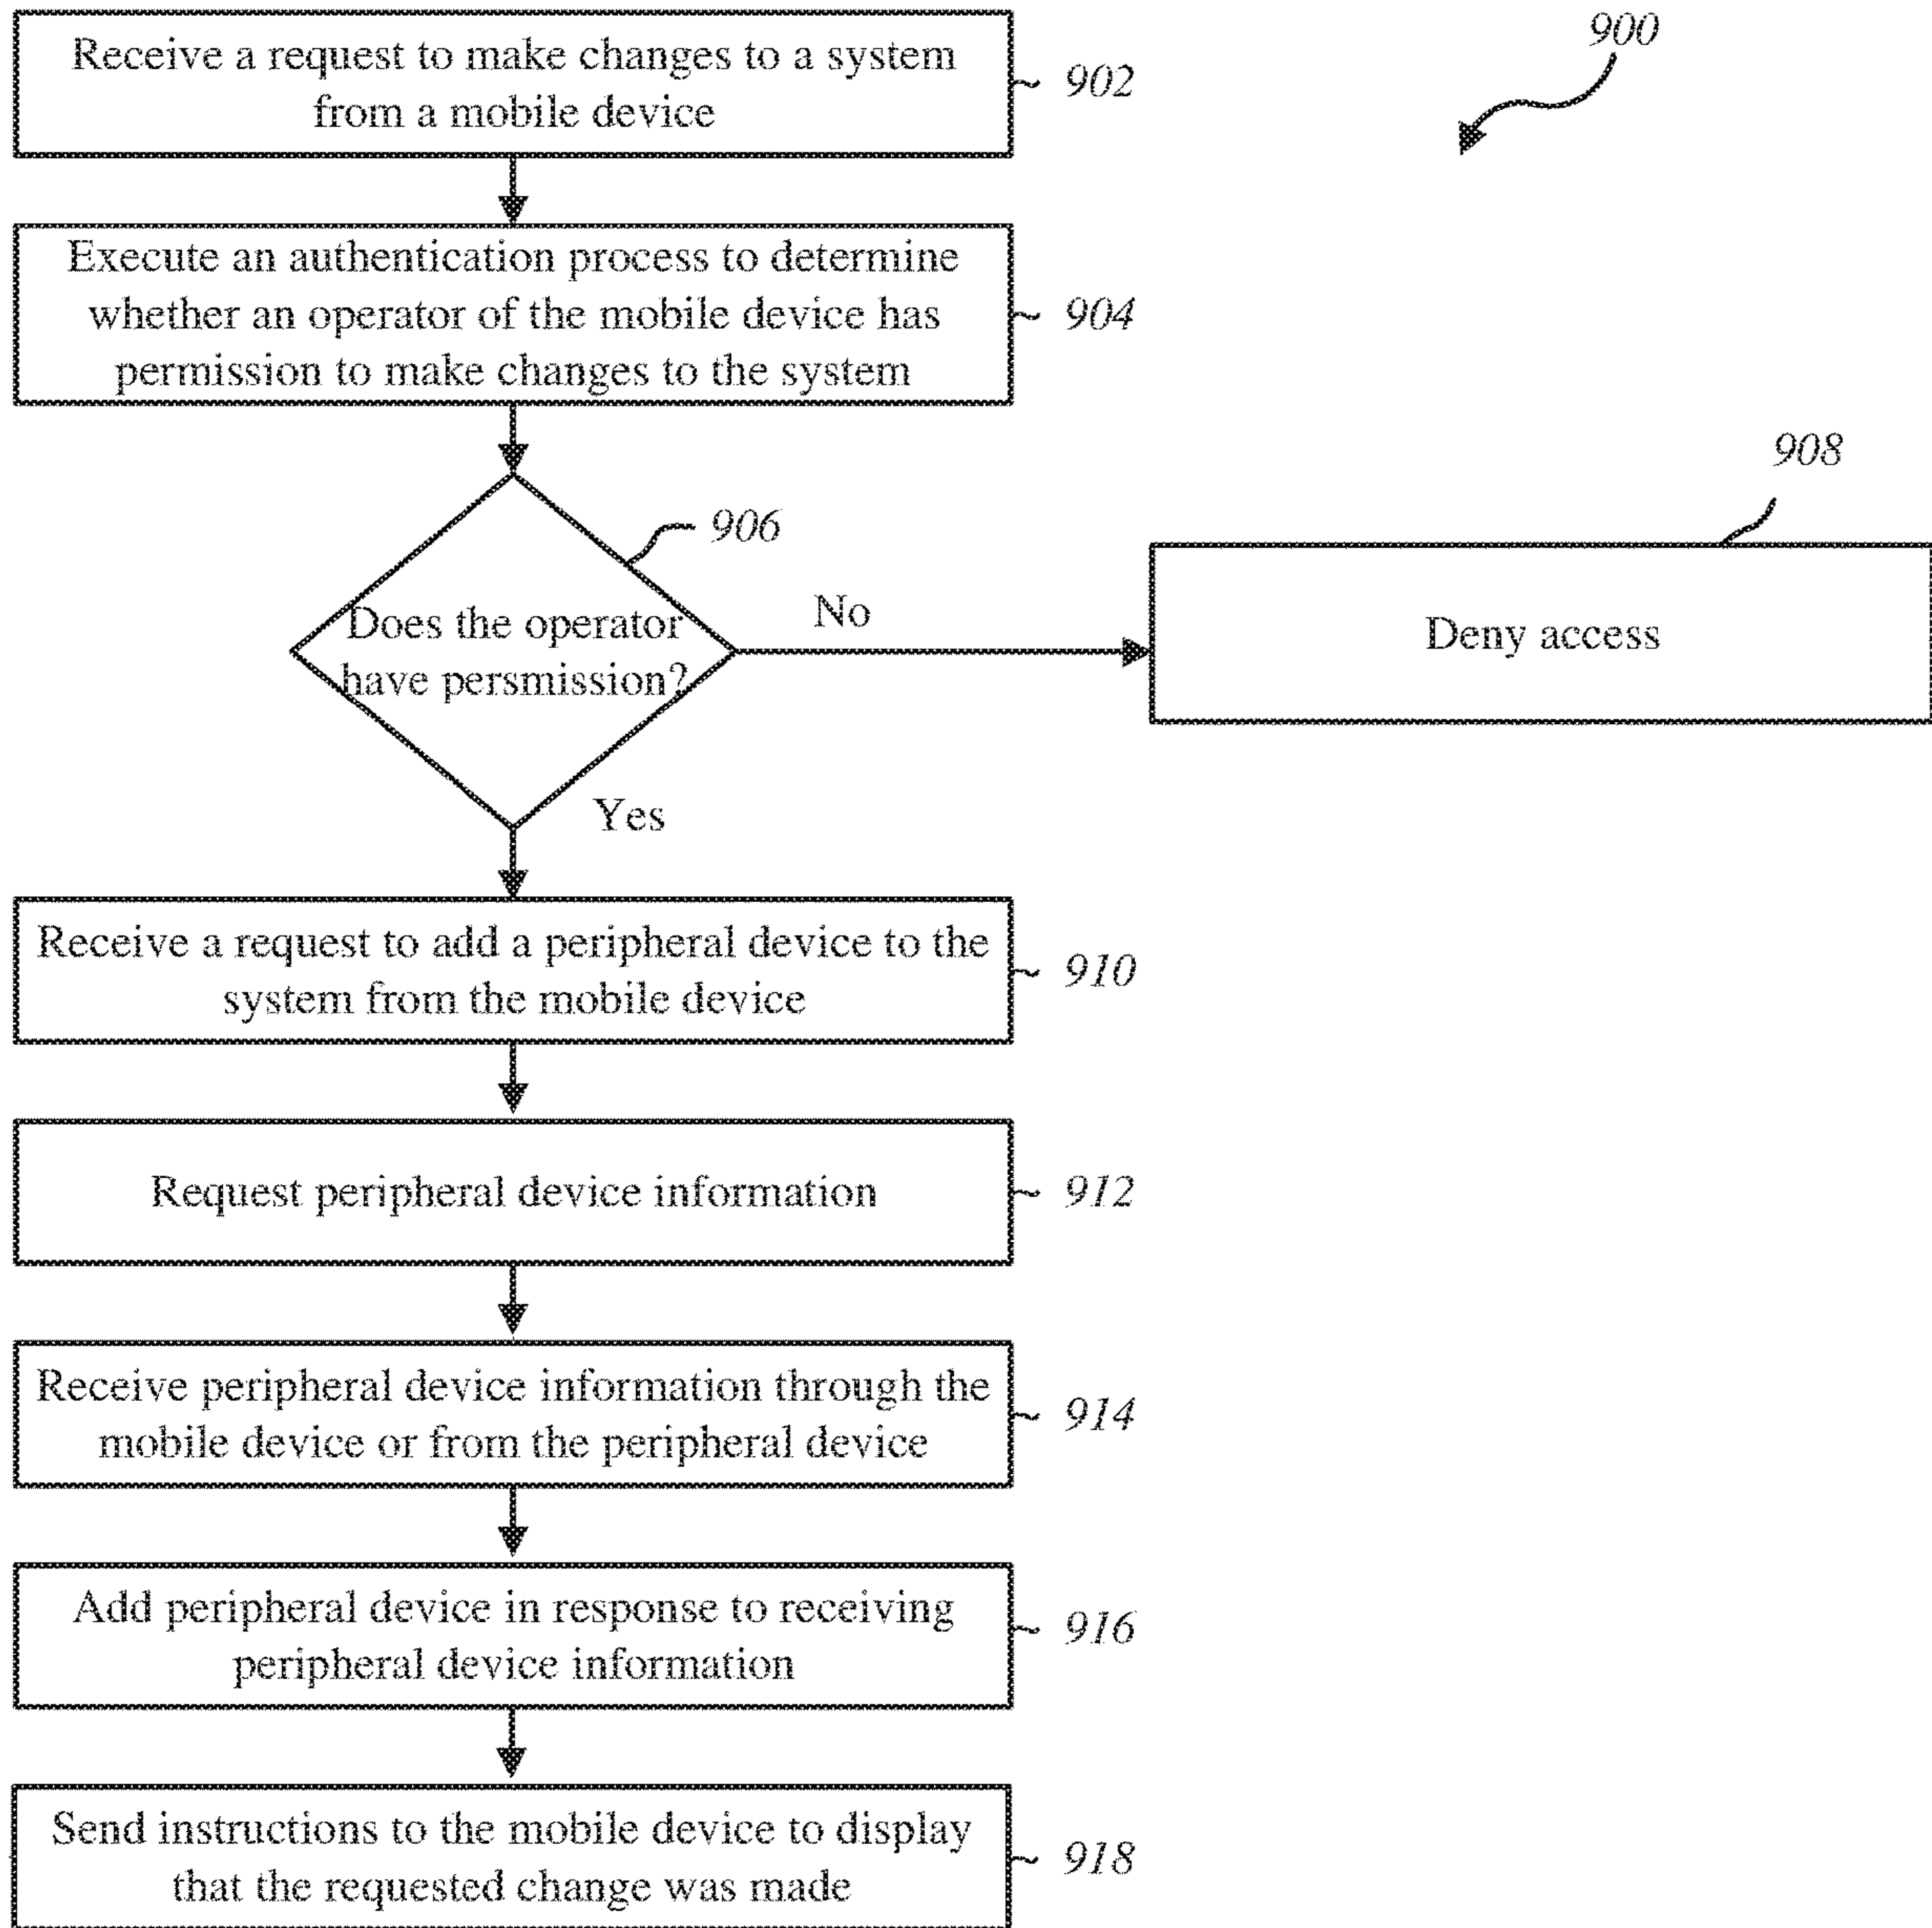 900
Receive a request to make changes to a system
from a mobile device
902
Execute an authentication process to determine
whether an operator of the mobile device has
permission to make changes to the system
904
906
Does the operator
have persmission?
No
908
Deny access
Yes
Receive a request to add a peripheral device to the
system from the mobile device
910
Request peripheral device information
912
Receive peripheral device information through the
mobile device or from the peripheral device
914
Add peripheral device in response to receiving
peripheral device information
916
Send instructions to the mobile device to display
that the requested change was made
918